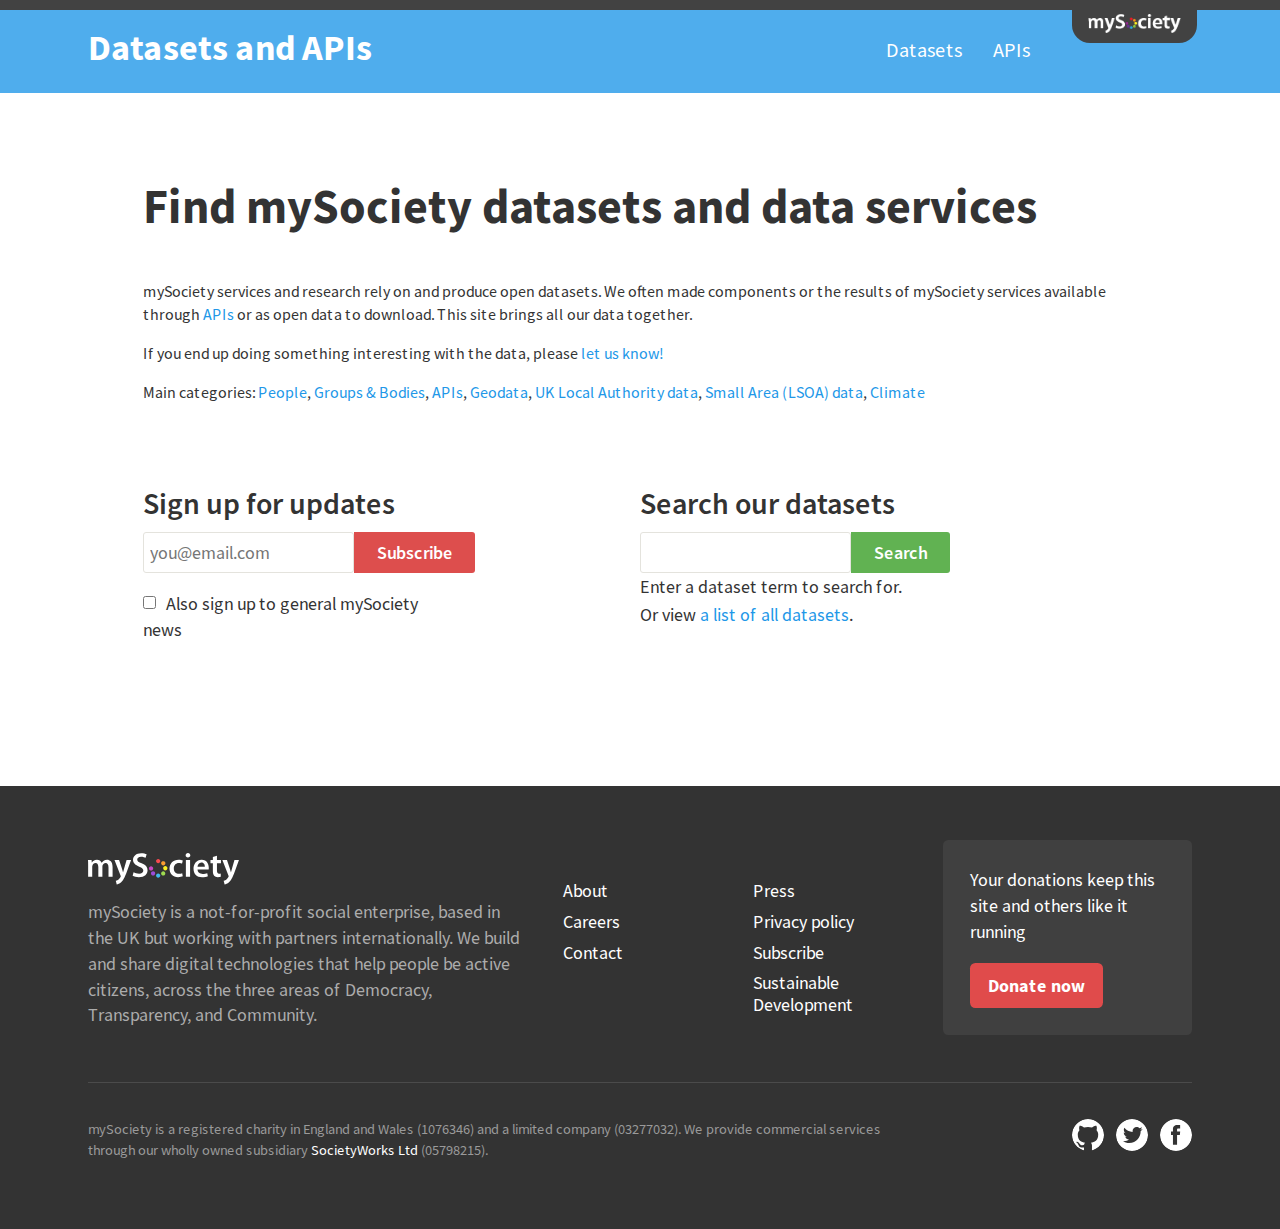 mySociety
Datasets and APIs
Datasets APIs
Find mySociety datasets and data services
mySociety services and research rely on and produce open datasets. We often made components or the results of mySociety services available
through APIs or as open data to download. This site brings all our data together.
If you end up doing something interesting with the data, please let us know!
Main categories: People, Groups & Bodies, APIs, Geodata, UK Local Authority data, Small Area (LSOA) data, Climate
Sign up for updates
you@email.com Subscribe
Also sign up to general mySociety
news
Search our datasets
Search
Enter a dataset term to search for.
Or view a list of all datasets.
mySociety
mySociety is a not-for-profit social enterprise, based in
the UK but working with partners internationally. We build
and share digital technologies that help people be active
citizens, across the three areas of Democracy,
Transparency, and Community.
About
Careers
Contact
Press
Privacy policy
Subscribe
Sustainable
Development
Your donations keep this
site and others like it
running
Donate now
mySociety is a registered charity in England and Wales (1076346) and a limited company (03277032). We provide commercial services
through our wholly owned subsidiary SocietyWorks Ltd (05798215).